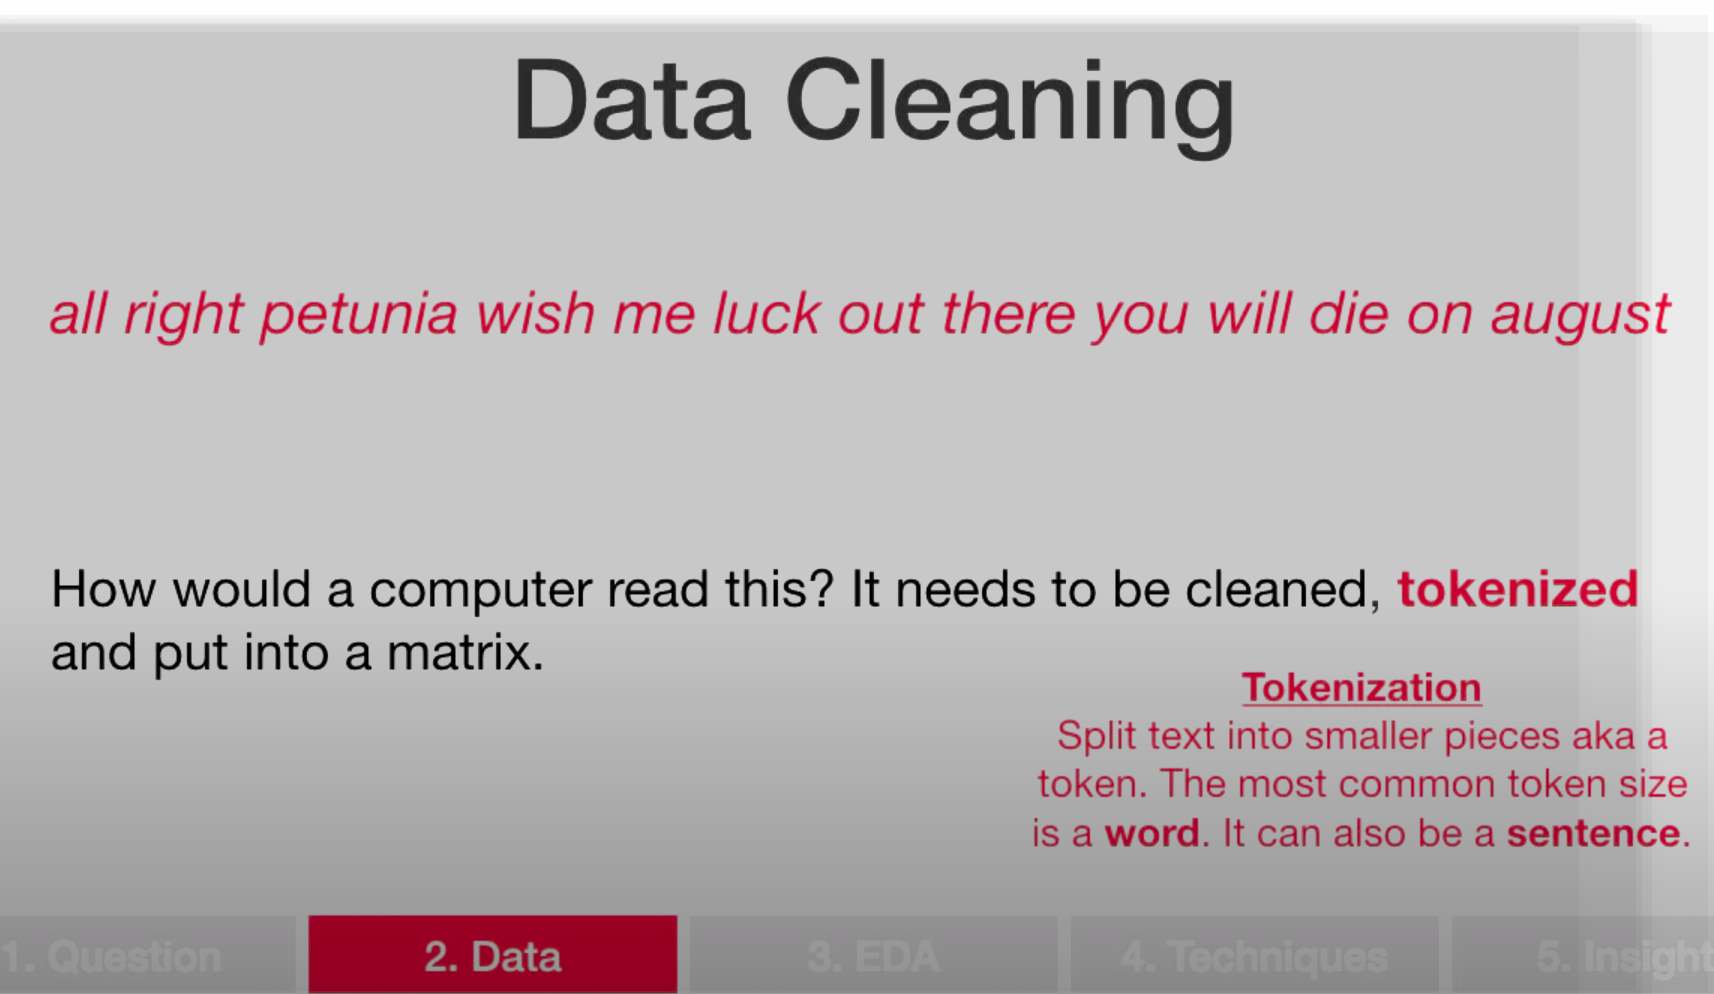 Data Cleaning
all right petunia wish me luck out there you will die on august
How would a computer read this? It needs to be cleaned, tokenized
and put into a matrix.
Tokenization
Split text into smaller pieces aka a
token. The most common token size
is a word. It can also be a sentence.
1. Question
2. Data
3. EDA
4. Techniques
5. Insight